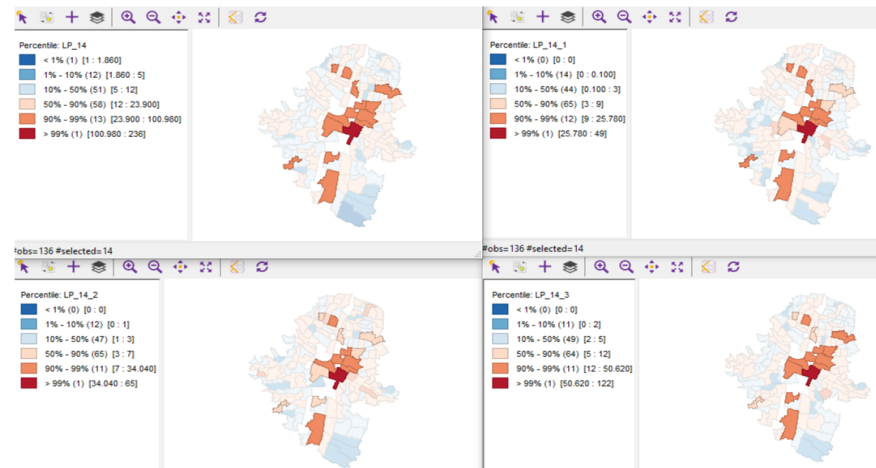 Percentile: LP_14
< 1% (1) [1 : 1.860]
1% - 10% (12) [1.860 : 5]
10% - 50% (51) [5 : 12]
50% - 90% (58) [12 : 23.900]
90% - 99% (13) [23.900 : 100.980]
> 99% (1) [100.980 : 236]
#obs=136 #selected=14
Percentile: LP_14_1
< 1% (0) [0 : 0]
1% - 10% (14) [0 : 0.100]
10% - 50% (44) [0.100 : 3]
50% - 90% (65) [3 : 9]
90% - 99% (12) [9 : 25.780]
> 99% (1) [25.780 : 49]
#obs=136 #selected=14
Percentile: LP_14_2
< 1% (0) [0 : 0]
1% - 10% (12) [0 : 1]
10% - 50% (47) [1 : 3]
50% - 90% (65) [3 : 7]
90% - 99% (11) [7 : 34.040]
> 99% (1) [34.040 : 65]
Percentile: LP_14_3
< 1% (0) [0 : 0]
1% - 10% (11) [0 : 2]
10% - 50% (49) [2 : 5]
50% - 90% (64) [5 : 12]
90% - 99% (11) [12 : 50.620]
> 99% (1) [50.620 : 122]